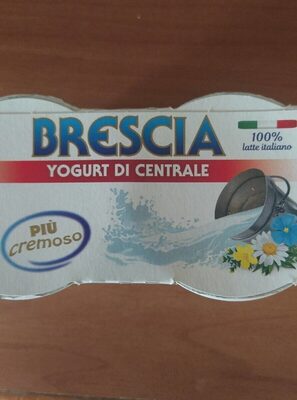 BRESCIA
YOGURT DI CENTRALE
100%
latte italiano
PIÙ
cremoso